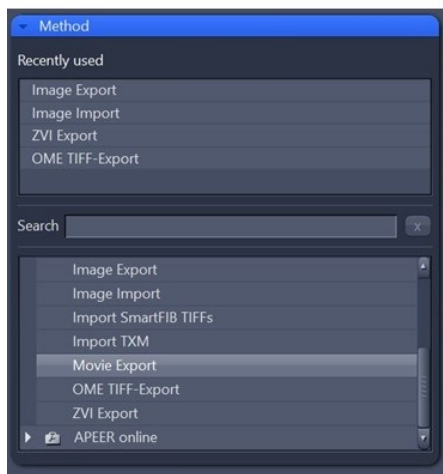 Method
Recently used
Image Export
Image Import
ZVI Export
OME TIFF-Export
Search
x
Image Export
Image Import
Import SmartFIB TIFFs
Import TXM
Movie Export
OME TIFF-Export
ZVI Export
APEER online